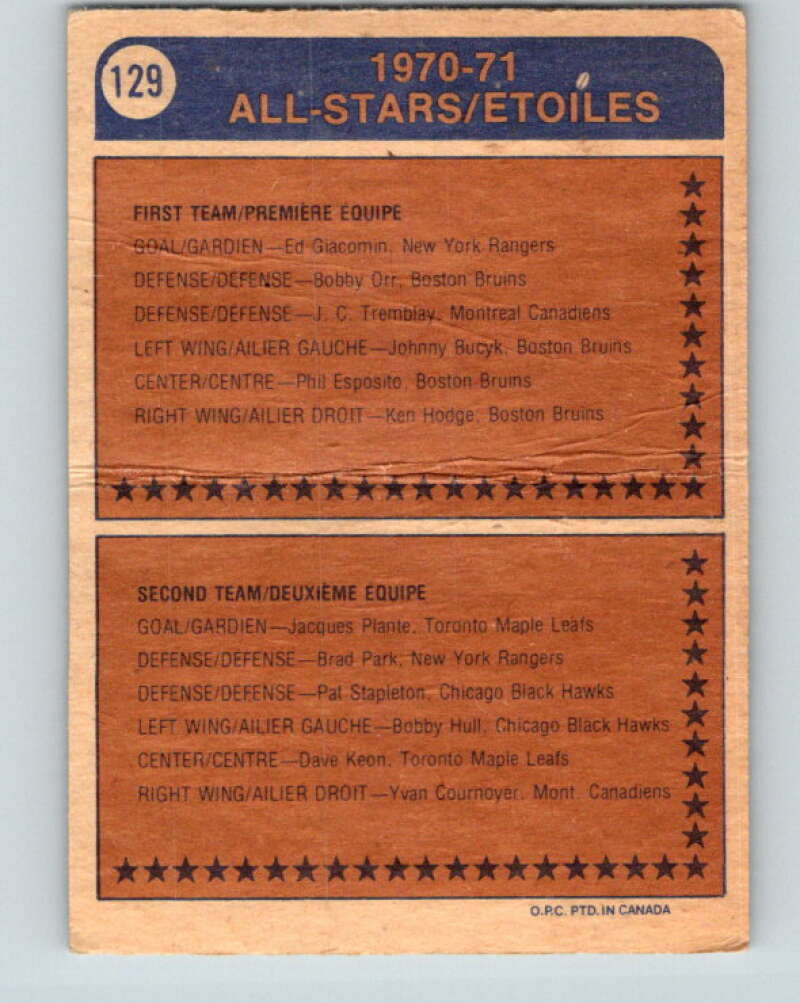 129
1970-71
ALL-STARS/ETOILES
FIRST TEAM/PREMIÈRE EQUIPE
GOAL/GARDIEN—Ed Giacomin, New York Rangers
DEFENSE/DÉFENSE—Bobby Orr, Boston Bruins
DEFENSE/DÉFENSE—J. C. Tremblay, Montreal Canadiens
LEFT WING/AILIER GAUCHE—Johnny Bucyk, Boston Bruins
CENTER/CENTRE—Phil Esposito, Boston Bruins
RIGHT WING/AILIER DROIT—Ken Hodge, Boston Bruins
SECOND TEAM/DEUXIÈME EQUIPE
GOAL/GARDIEN—Jacques Plante, Toronto Maple Leafs
DEFENSE/DÉFENSE—Brad Park, New York Rangers
DEFENSE/DÉFENSE—Pat Stapleton, Chicago Black Hawks
LEFT WING/AILIER GAUCHE—Bobby Hull, Chicago Black Hawks
CENTER/CENTRE—Dave Keon, Toronto Maple Leafs
RIGHT WING/AILIER DROIT—Yvan Cournoyer, Mont. Canadiens
O.P.C. PTD. IN CANADA